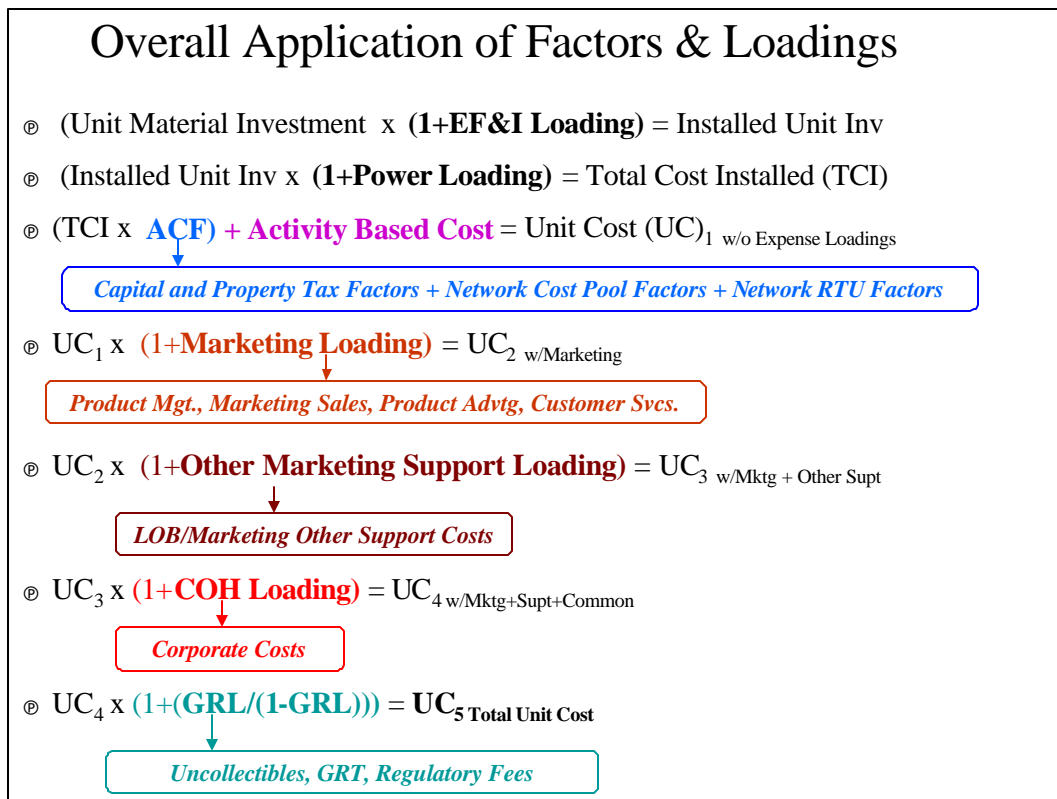 Overall Application of Factors & Loadings
℗ (Unit Material Investment x (1+EF&I Loading) = Installed Unit Inv
℗ (Installed Unit Inv x (1+Power Loading) = Total Cost Installed (TCI)
℗ (TCI x ACF) + Activity Based Cost = Unit Cost (UC)1 w/o Expense Loadings
Capital and Property Tax Factors + Network Cost Pool Factors + Network RTU Factors
℗ UC1 x (1+Marketing Loading) = UC2 w/Marketing
Product Mgt., Marketing Sales, Product Advtg, Customer Svcs.
℗ UC2 x (1+Other Marketing Support Loading) = UC3 w/Mktg + Other Supt
LOB/Marketing Other Support Costs
℗ UC3 x (1+COH Loading) = UC4 w/Mktg+Supt+Common
Corporate Costs
℗ UC4 x (1+(GRL/(1-GRL))) = UC5 Total Unit Cost
Uncollectibles, GRT, Regulatory Fees